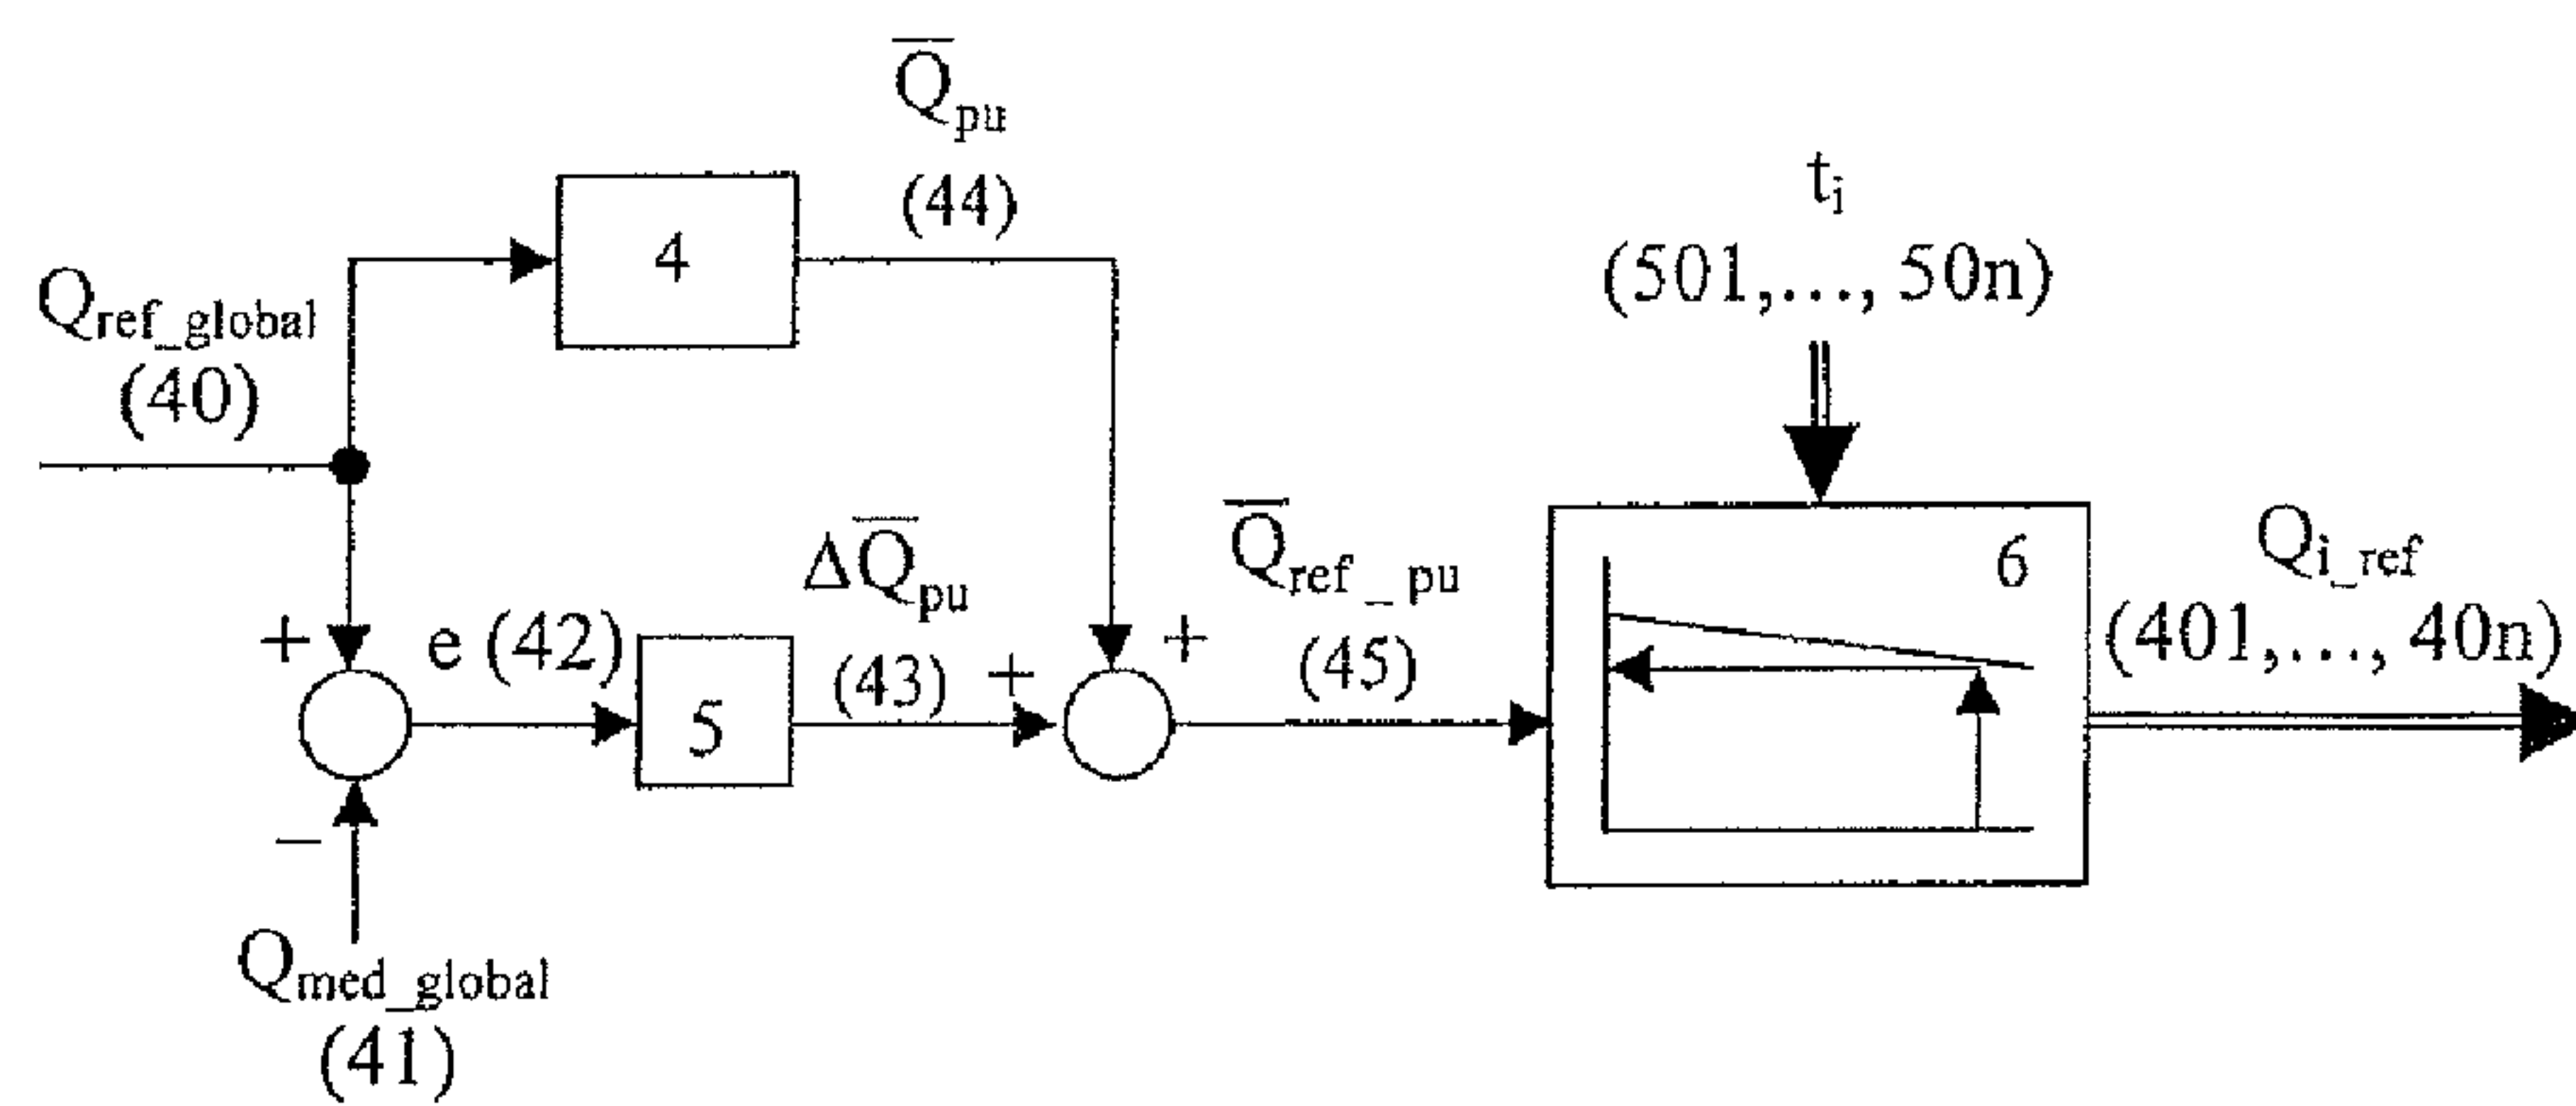 Q̅pu
(44)
4
Qref_global
(40)
ti
(501,..., 50n)
+
e (42)
5
ΔQ̅pu
(43)
+
+
Q̅ref_pu
(45)
6
Qi_ref
(401,..., 40n)
−
Qmed_global
(41)